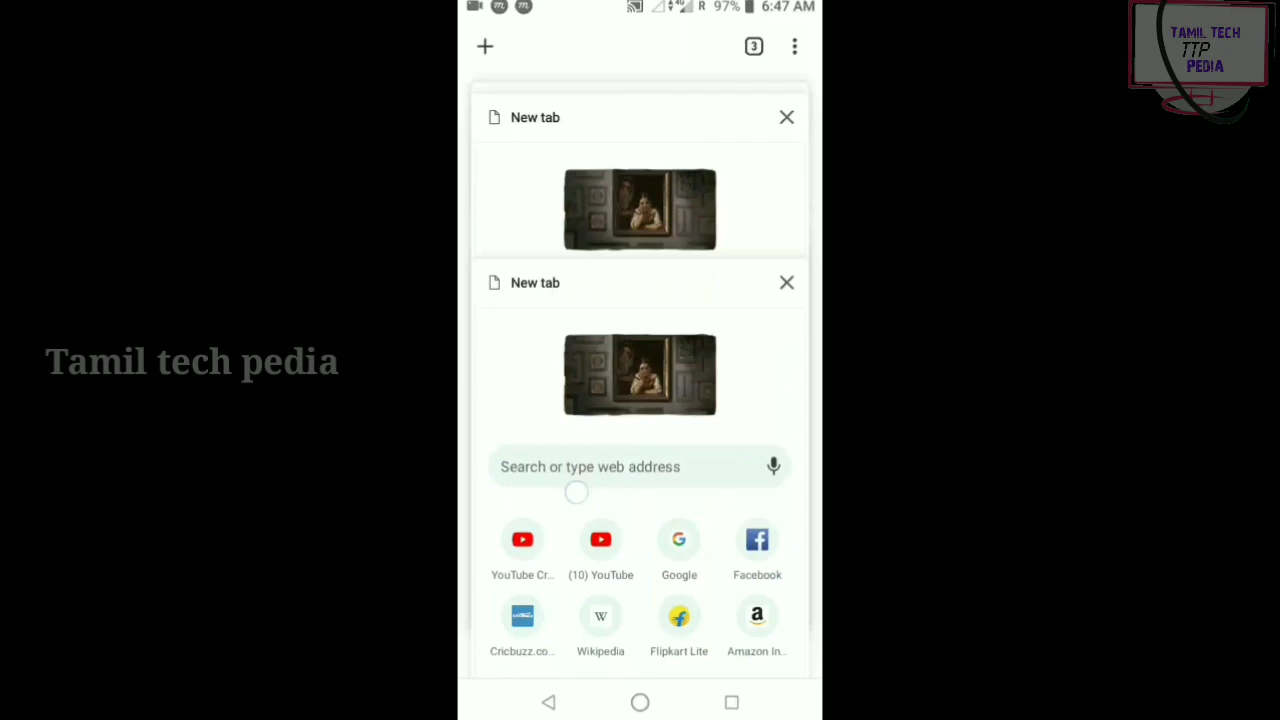 R 97% 6:47 AM
3
TAMIL TECH
TTP
PEDIA
New tab
New tab
Tamil tech pedia
Search or type web address
YouTube Cr... (10) YouTube Google Facebook
W a
Cricbuzz.co... Wikipedia Flipkart Lite Amazon In...